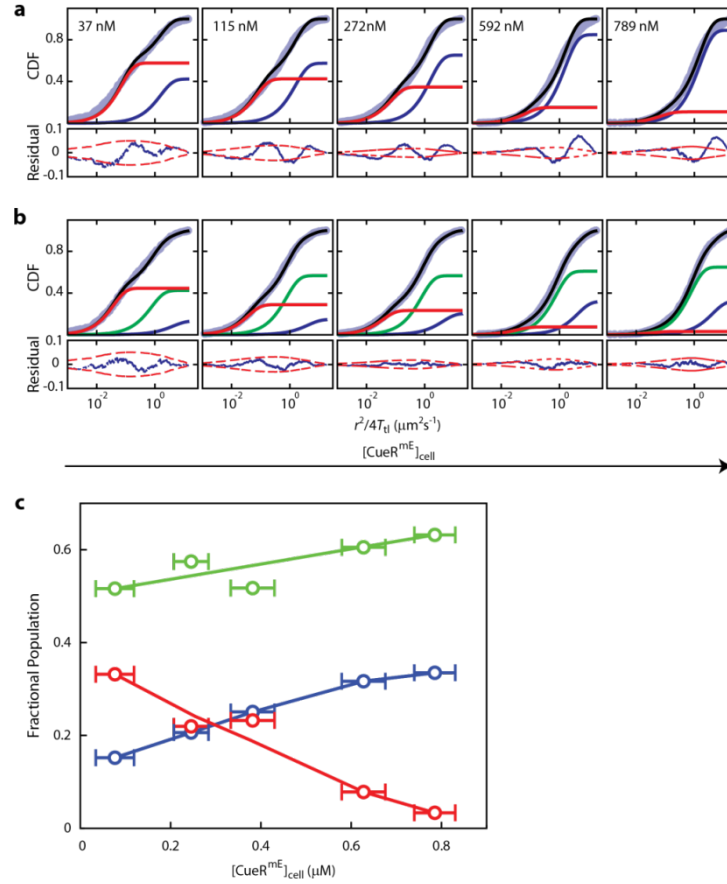 a
37 nM 115 nM 272nM 592 nM 789 nM
CDF
0.8
0.4
Residual
0.1
0
-0.1
b
CDF
0.8
0.4
Residual
0.1
0
-0.1
10⁻² 10⁰ 10⁻² 10⁰ 10⁻² 10⁰ 10⁻² 10⁰ 10⁻² 10⁰
r²/4Tₜₗ (μm²s⁻¹)
[CueRᵐᴱ]cell
c
Fractional Population
0.6
0.4
0.2
0
0 0.2 0.4 0.6 0.8
[CueRᵐᴱ]cell (μM)